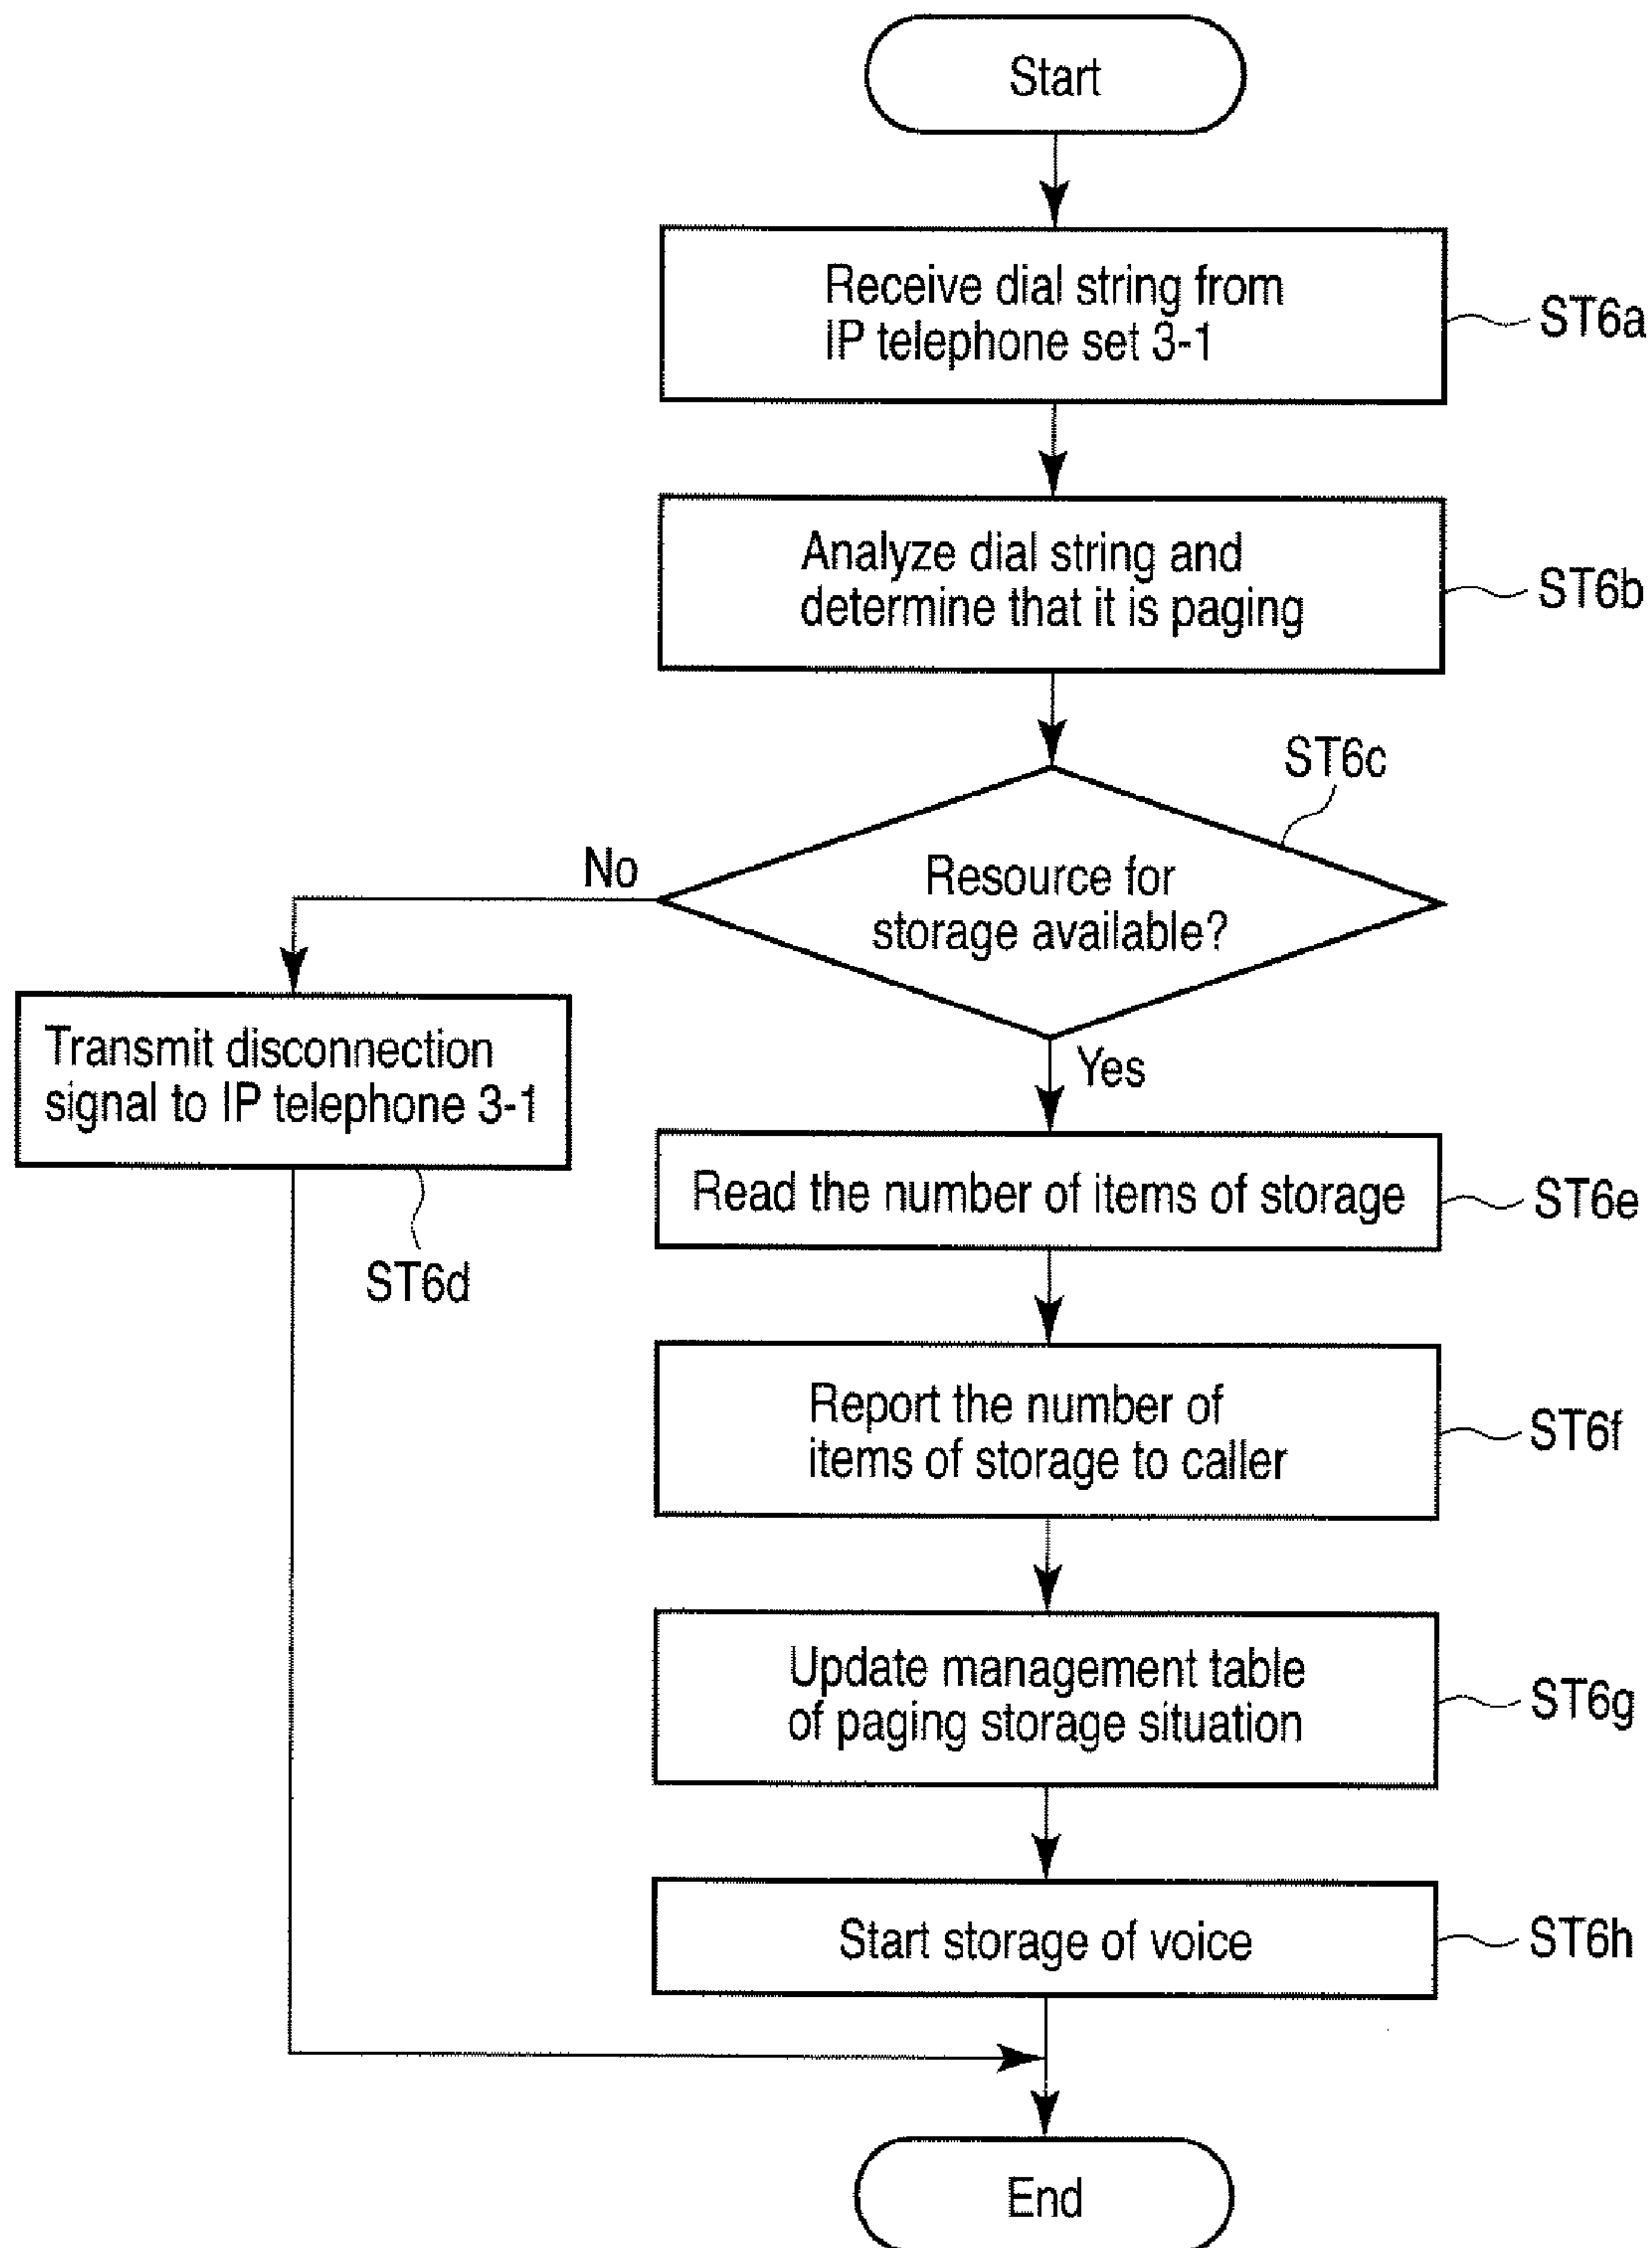 Start
Receive dial string from
IP telephone set 3-1
ST6a
Analyze dial string and
determine that it is paging
ST6b
ST6c
Resource for
storage available?
No
Yes
Transmit disconnection
signal to IP telephone 3-1
ST6d
Read the number of items of storage
ST6e
Report the number of
items of storage to caller
ST6f
Update management table
of paging storage situation
ST6g
Start storage of voice
ST6h
End